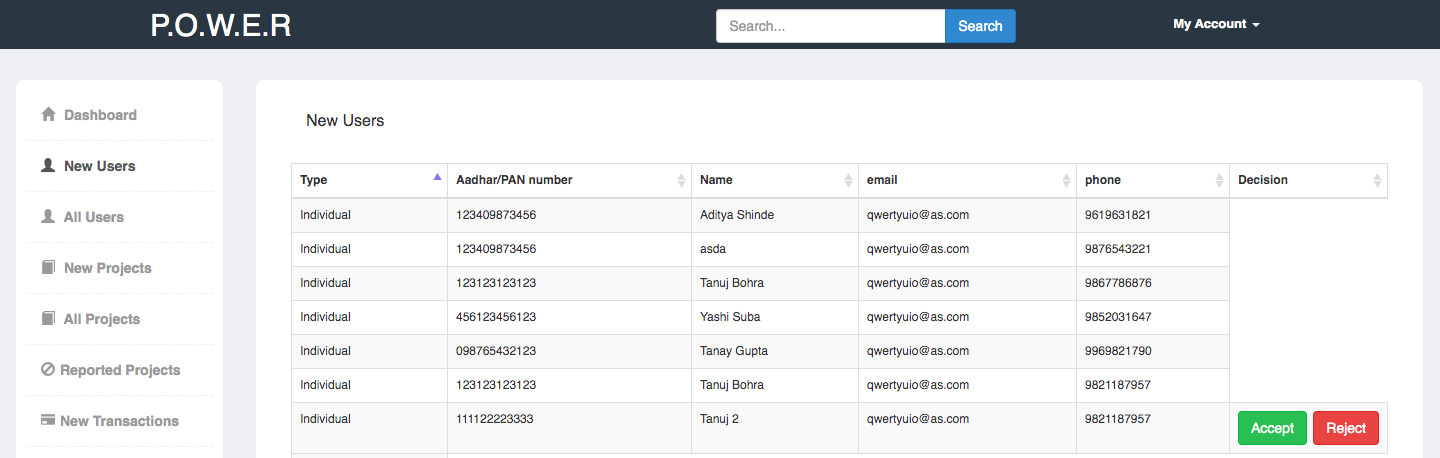 P.O.W.E.R
Search...
Search
My Account
Dashboard
New Users
All Users
New Projects
All Projects
Reported Projects
New Transactions
New Users
Type Aadhar/PAN number Name email phone Decision
Individual 123409873456 Aditya Shinde qwertyuio@as.com 9619631821
Individual 123409873456 asda qwertyuio@as.com 9876543221
Individual 123123123123 Tanuj Bohra qwertyuio@as.com 9867786876
Individual 456123456123 Yashi Suba qwertyuio@as.com 9852031647
Individual 098765432123 Tanay Gupta qwertyuio@as.com 9969821790
Individual 123123123123 Tanuj Bohra qwertyuio@as.com 9821187957
Individual 111122223333 Tanuj 2 qwertyuio@as.com 9821187957 Accept Reject